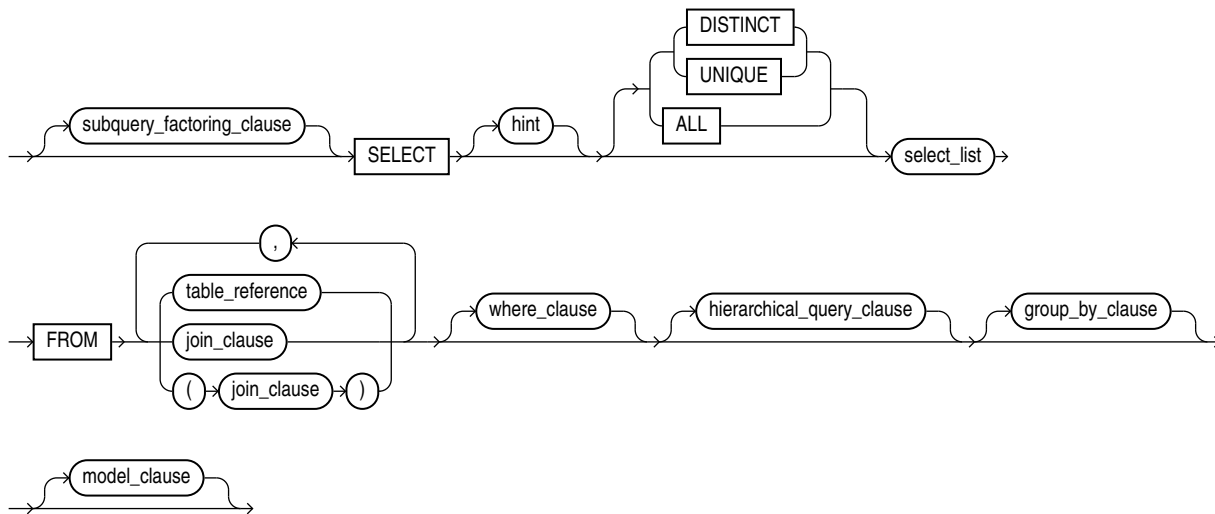 DISTINCT
UNIQUE
subquery_factoring_clause
hint
ALL
SELECT
select_list
,
table_reference
where_clause
hierarchical_query_clause
group_by_clause
FROM
join_clause
( join_clause )
model_clause